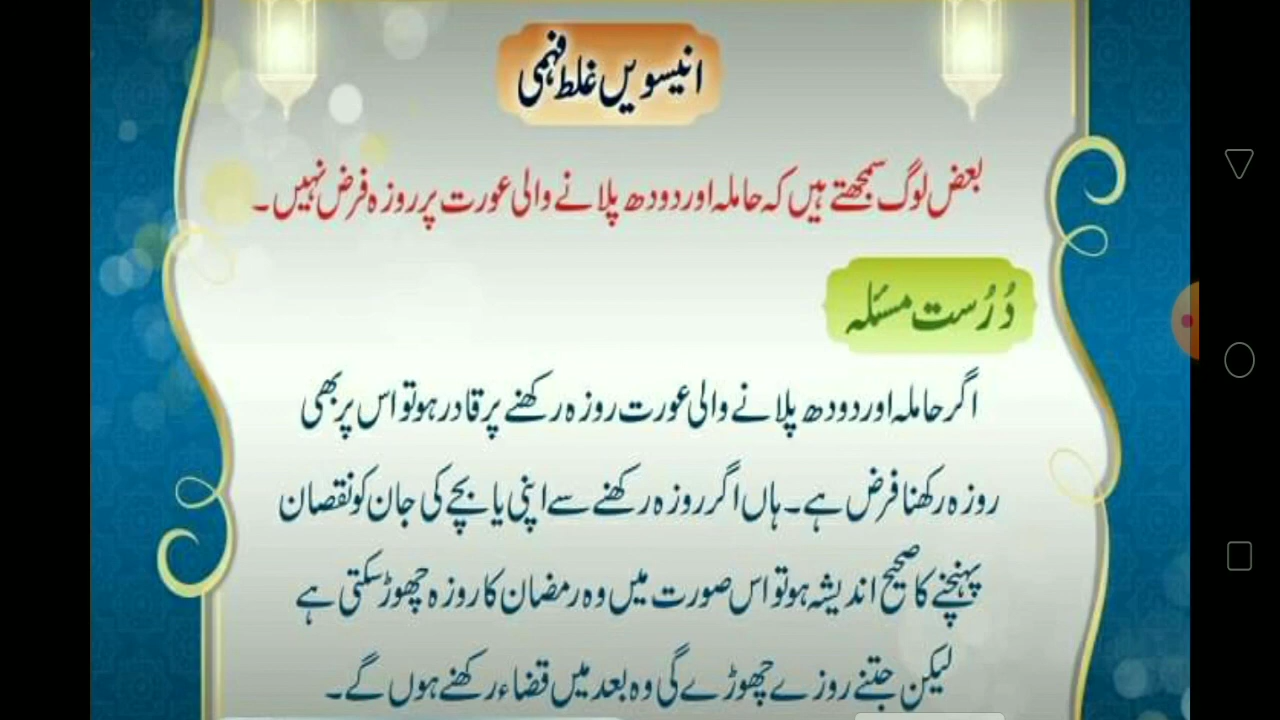 انیسویں غلط فہمی
بعض لوگ سمجھتے ہیں کہ حاملہ اور دودھ پلانے والی عورت پر روزہ فرض نہیں۔
دُرُست مسئلہ
اگر حاملہ اور دودھ پلانے والی عورت روزہ رکھنے پر قادر ہو تو اس پر بھی
روزہ رکھنا فرض ہے۔ ہاں اگر روزہ رکھنے سے اپنی یا بچے کی جان کو نقصان
پہنچنے کا صحیح اندیشہ ہو تو اس صورت میں وہ رمضان کا روزہ چھوڑ سکتی ہے
لیکن جتنے روزے چھوڑے گی وہ بعد میں قضاء رکھنے ہوں گے۔